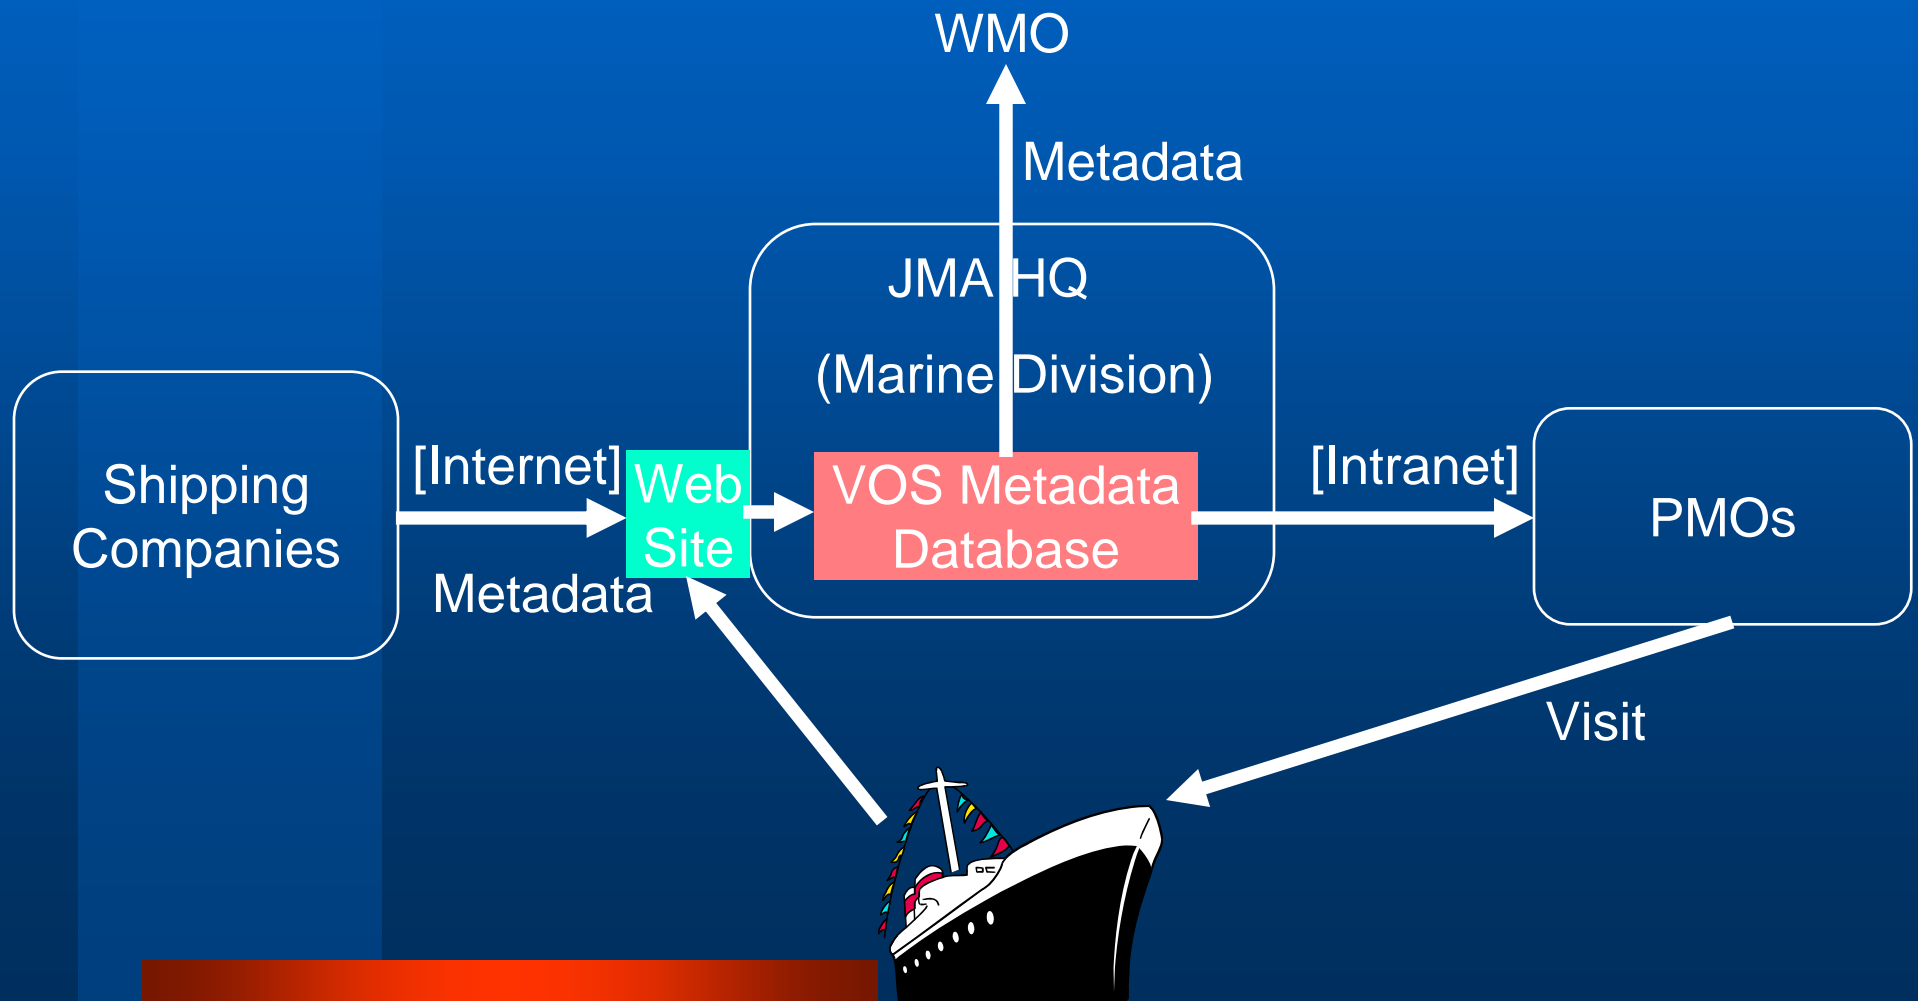 WMO
Metadata
JMA HQ
(Marine Division)
Shipping
Companies
[Internet]
Metadata
Web
Site
VOS Metadata
Database
[Intranet]
PMOs
Visit